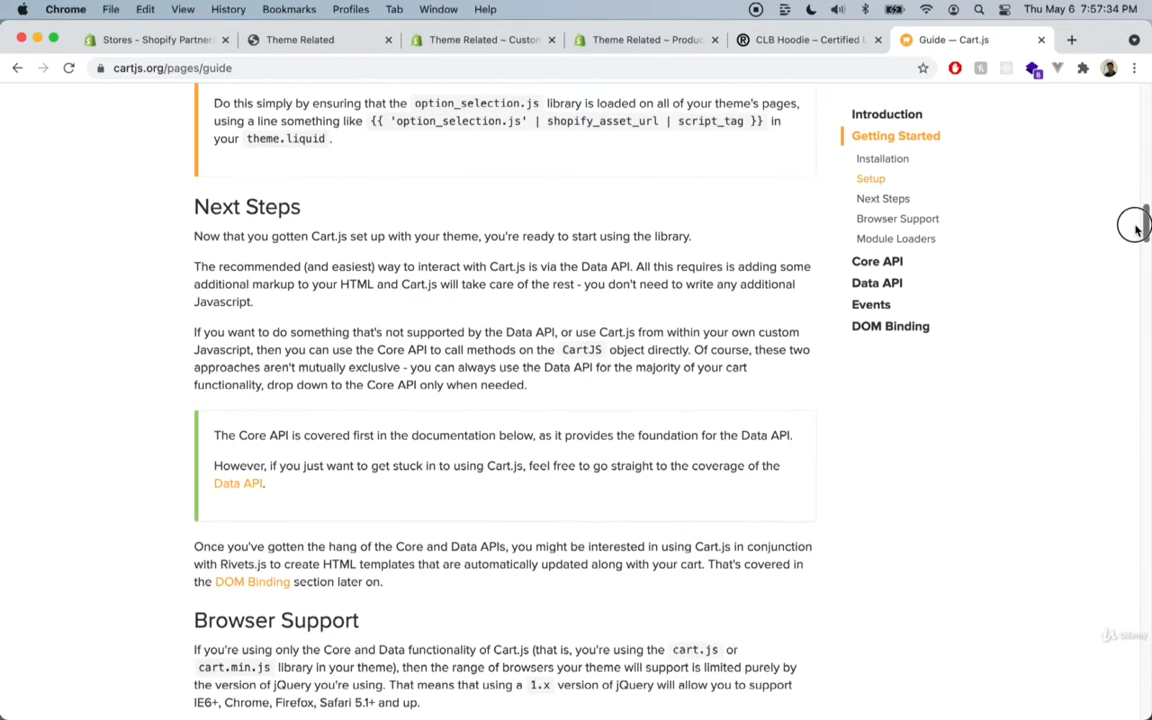 Chrome File Edit View History Bookmarks Profiles Tab Window Help Thu May 6 7:57:34 PM
Stores - Shopify Partner Theme Related Theme Related ~ Custo Theme Related ~ Produc CLB Hoodie – Certified Guide — Cart.js
cartjs.org/pages/guide
8
Do this simply by ensuring that the option_selection.js library is loaded on all of your theme's pages,
using a line something like {{ 'option_selection.js' | shopify_asset_url | script_tag }} in
your theme.liquid .
Next Steps
Now that you gotten Cart.js set up with your theme, you're ready to start using the library.
The recommended (and easiest) way to interact with Cart.js is via the Data API. All this requires is adding some
additional markup to your HTML and Cart.js will take care of the rest - you don't need to write any additional
Javascript.
If you want to do something that's not supported by the Data API, or use Cart.js from within your own custom
Javascript, then you can use the Core API to call methods on the CartJS object directly. Of course, these two
approaches aren't mutually exclusive - you can always use the Data API for the majority of your cart
functionality, drop down to the Core API only when needed.
The Core API is covered first in the documentation below, as it provides the foundation for the Data API.
However, if you just want to get stuck in to using Cart.js, feel free to go straight to the coverage of the
Data API.
Once you've gotten the hang of the Core and Data APIs, you might be interested in using Cart.js in conjunction
with Rivets.js to create HTML templates that are automatically updated along with your cart. That's covered in
the DOM Binding section later on.
Browser Support
If you're using only the Core and Data functionality of Cart.js (that is, you're using the cart.js or
cart.min.js library in your theme), then the range of browsers your theme will support is limited purely by
the version of jQuery you're using. That means that using a 1.x version of jQuery will allow you to support
IE6+, Chrome, Firefox, Safari 5.1+ and up.
Introduction
Getting Started
Installation
Setup
Next Steps
Browser Support
Module Loaders
Core API
Data API
Events
DOM Binding
Udemy